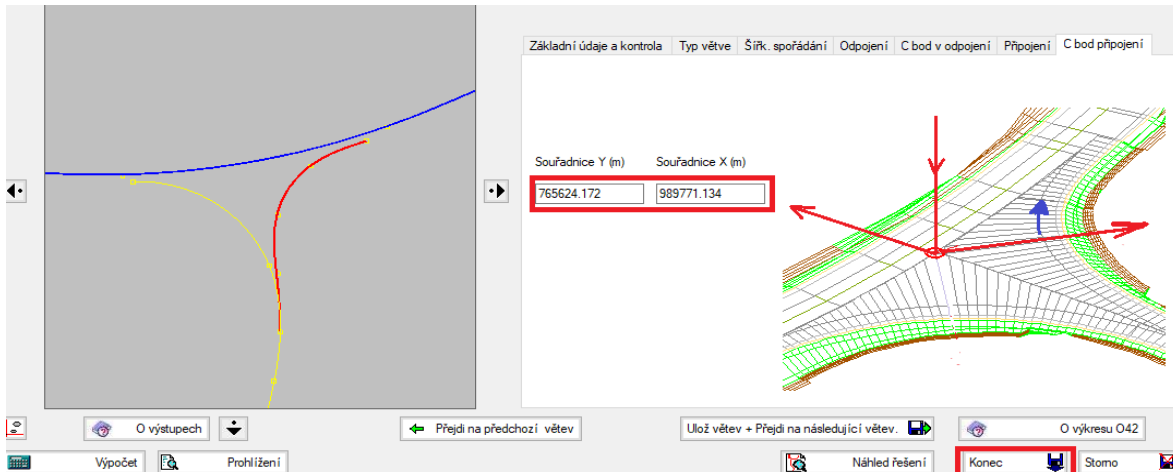 Základní údaje a kontrola Typ větve Šířk. spořádání Odpojení C bod v odpojení Připojení C bod připojení
Souřadnice Y (m) Souřadnice X (m)
765624.172 989771.134
O výstupech Přejdi na předchozí větev Ulož větev + Přejdi na následující větev. O výkresu O42
Výpočet Prohlížení Náhled řešení Konec Storno